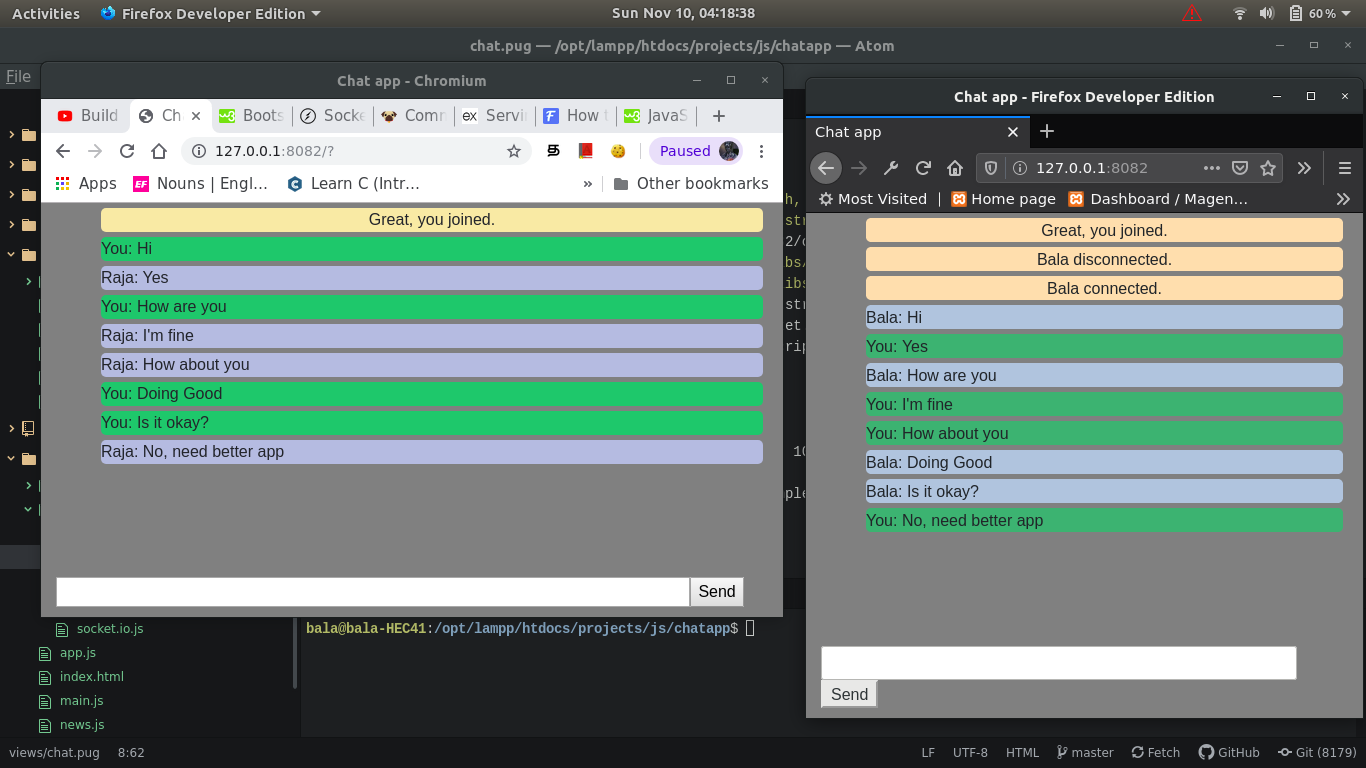 Activities Firefox Developer Edition Sun Nov 10, 04:18:38 60%
chat.pug — /opt/lampp/htdocs/projects/js/chatapp — Atom
File
Chat app - Chromium
Build Ch Boots Socke Comm Servi How t JavaS
127.0.0.1:8082/? Paused
Apps EF Nouns | Engl... Learn C (Intr... » Other bookmarks
Great, you joined.
You: Hi
Raja: Yes
You: How are you
Raja: I'm fine
Raja: How about you
You: Doing Good
You: Is it okay?
Raja: No, need better app
Send
Chat app - Firefox Developer Edition
Chat app
127.0.0.1:8082
Most Visited Home page Dashboard / Magen...
Great, you joined.
Bala disconnected.
Bala connected.
Bala: Hi
You: Yes
Bala: How are you
You: I'm fine
You: How about you
Bala: Doing Good
Bala: Is it okay?
You: No, need better app
Send
socket.io.js
app.js
index.html
main.js
news.js
bala@bala-HEC41:/opt/lampp/htdocs/projects/js/chatapp$
views/chat.pug 8:62 LF UTF-8 HTML master Fetch GitHub Git (8179)